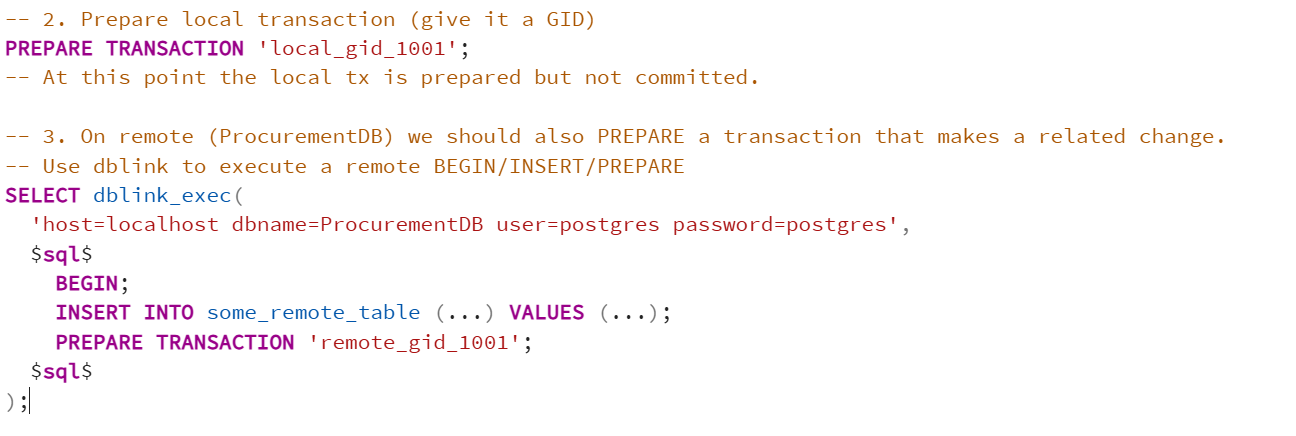 -- 2. Prepare local transaction (give it a GID)
PREPARE TRANSACTION 'local_gid_1001';
-- At this point the local tx is prepared but not committed.
-- 3. On remote (ProcurementDB) we should also PREPARE a transaction that makes a related change.
-- Use dblink to execute a remote BEGIN/INSERT/PREPARE
SELECT dblink_exec(
  'host=localhost dbname=ProcurementDB user=postgres password=postgres',
  $sql$
    BEGIN;
    INSERT INTO some_remote_table (...) VALUES (...);
    PREPARE TRANSACTION 'remote_gid_1001';
  $sql$
);